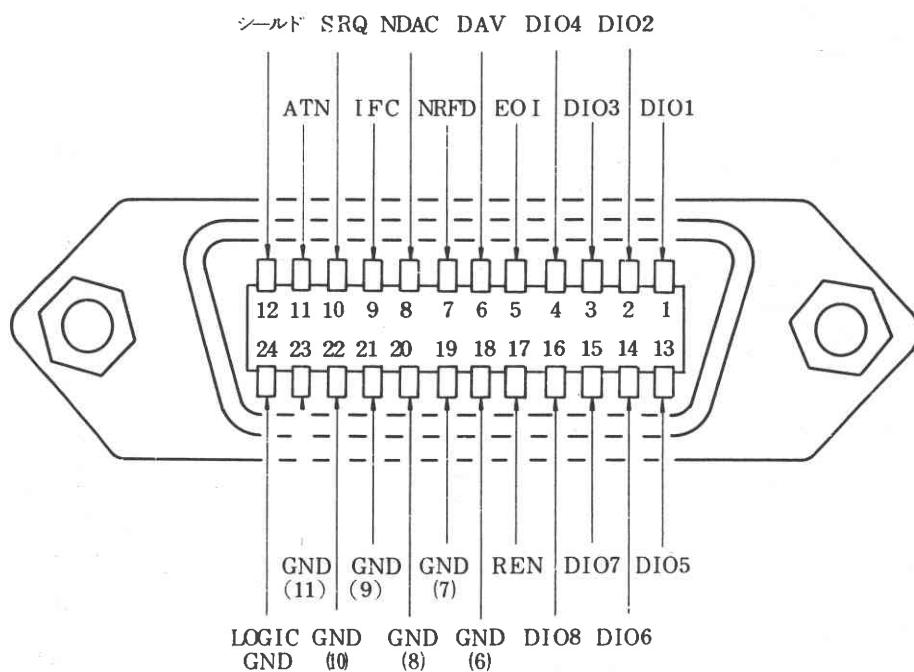 シールド SRQ NDAC DAV DIO4 DIO2
ATN IFC NRFD EOI DIO3 DIO1
12 11 10 9 8 7 6 5 4 3 2 1
24 23 22 21 20 19 18 17 16 15 14 13
GND GND GND REN DIO7 DIO5
(11) (9) (7)
LOGIC GND GND GND DIO8 DIO6
GND (10) (8) (6)